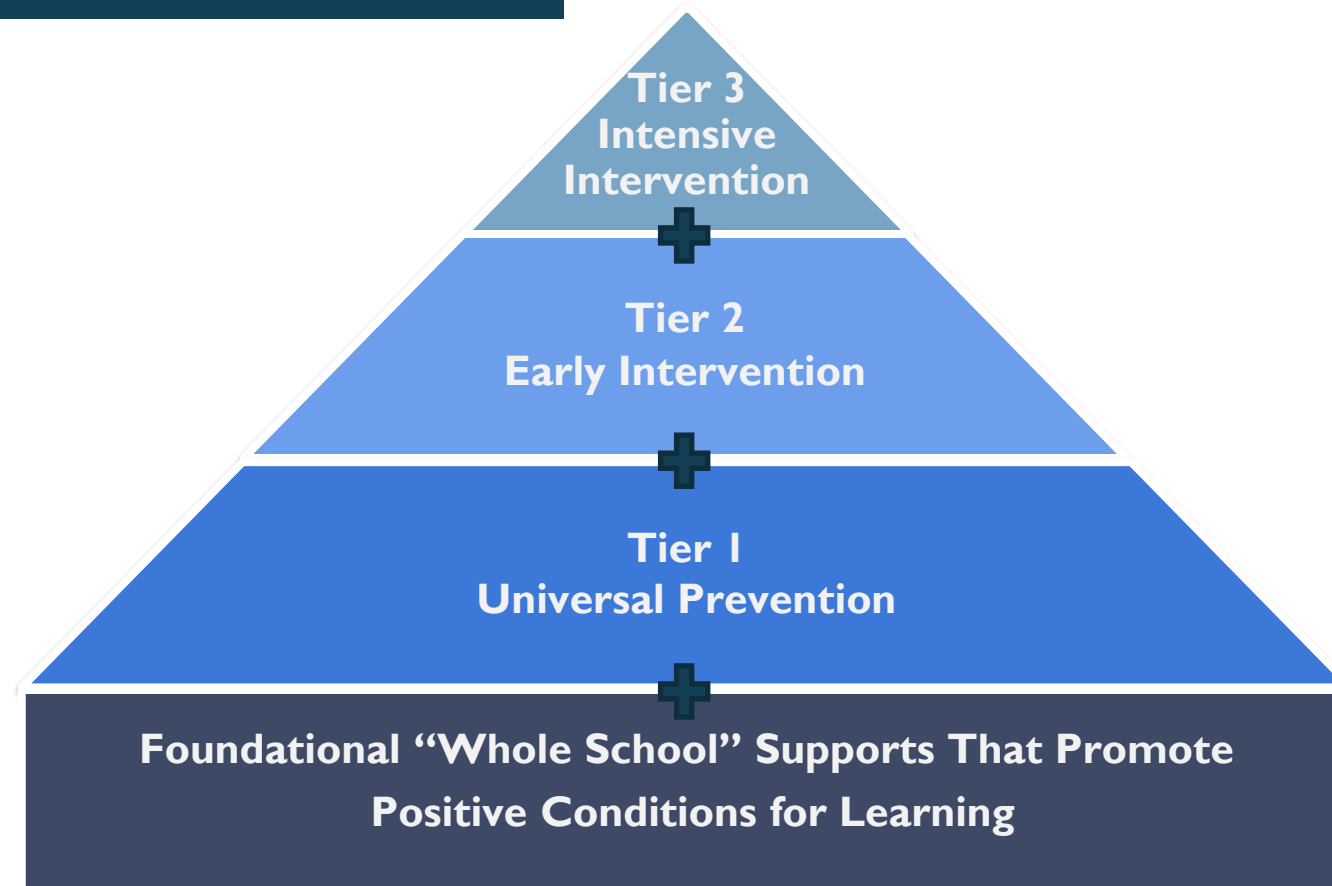 Tier 3
Intensive
Intervention
Tier 2
Early Intervention
Tier 1
Universal Prevention
Foundational “Whole School” Supports That Promote
Positive Conditions for Learning